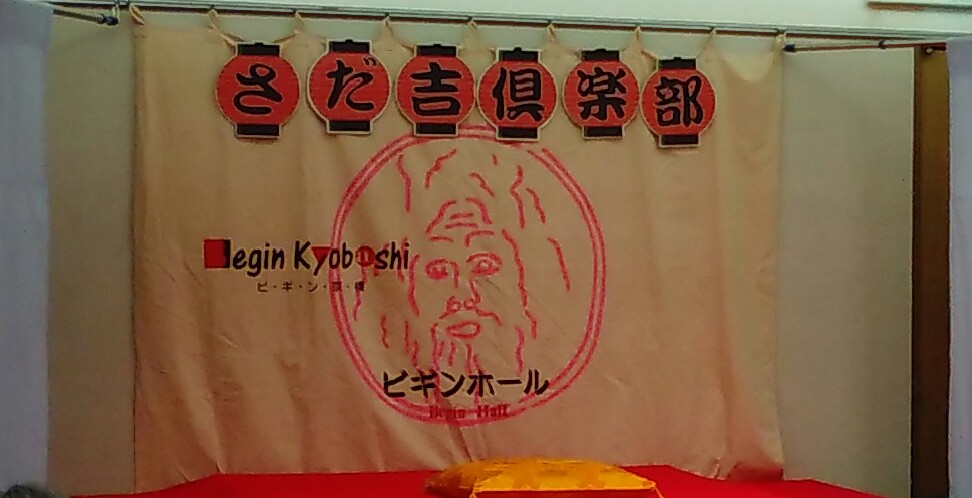 さだ吉倶楽部
Begin Kyobashi
ビ・ギ・ン・京・橋
ビギンホール
Begin Hall